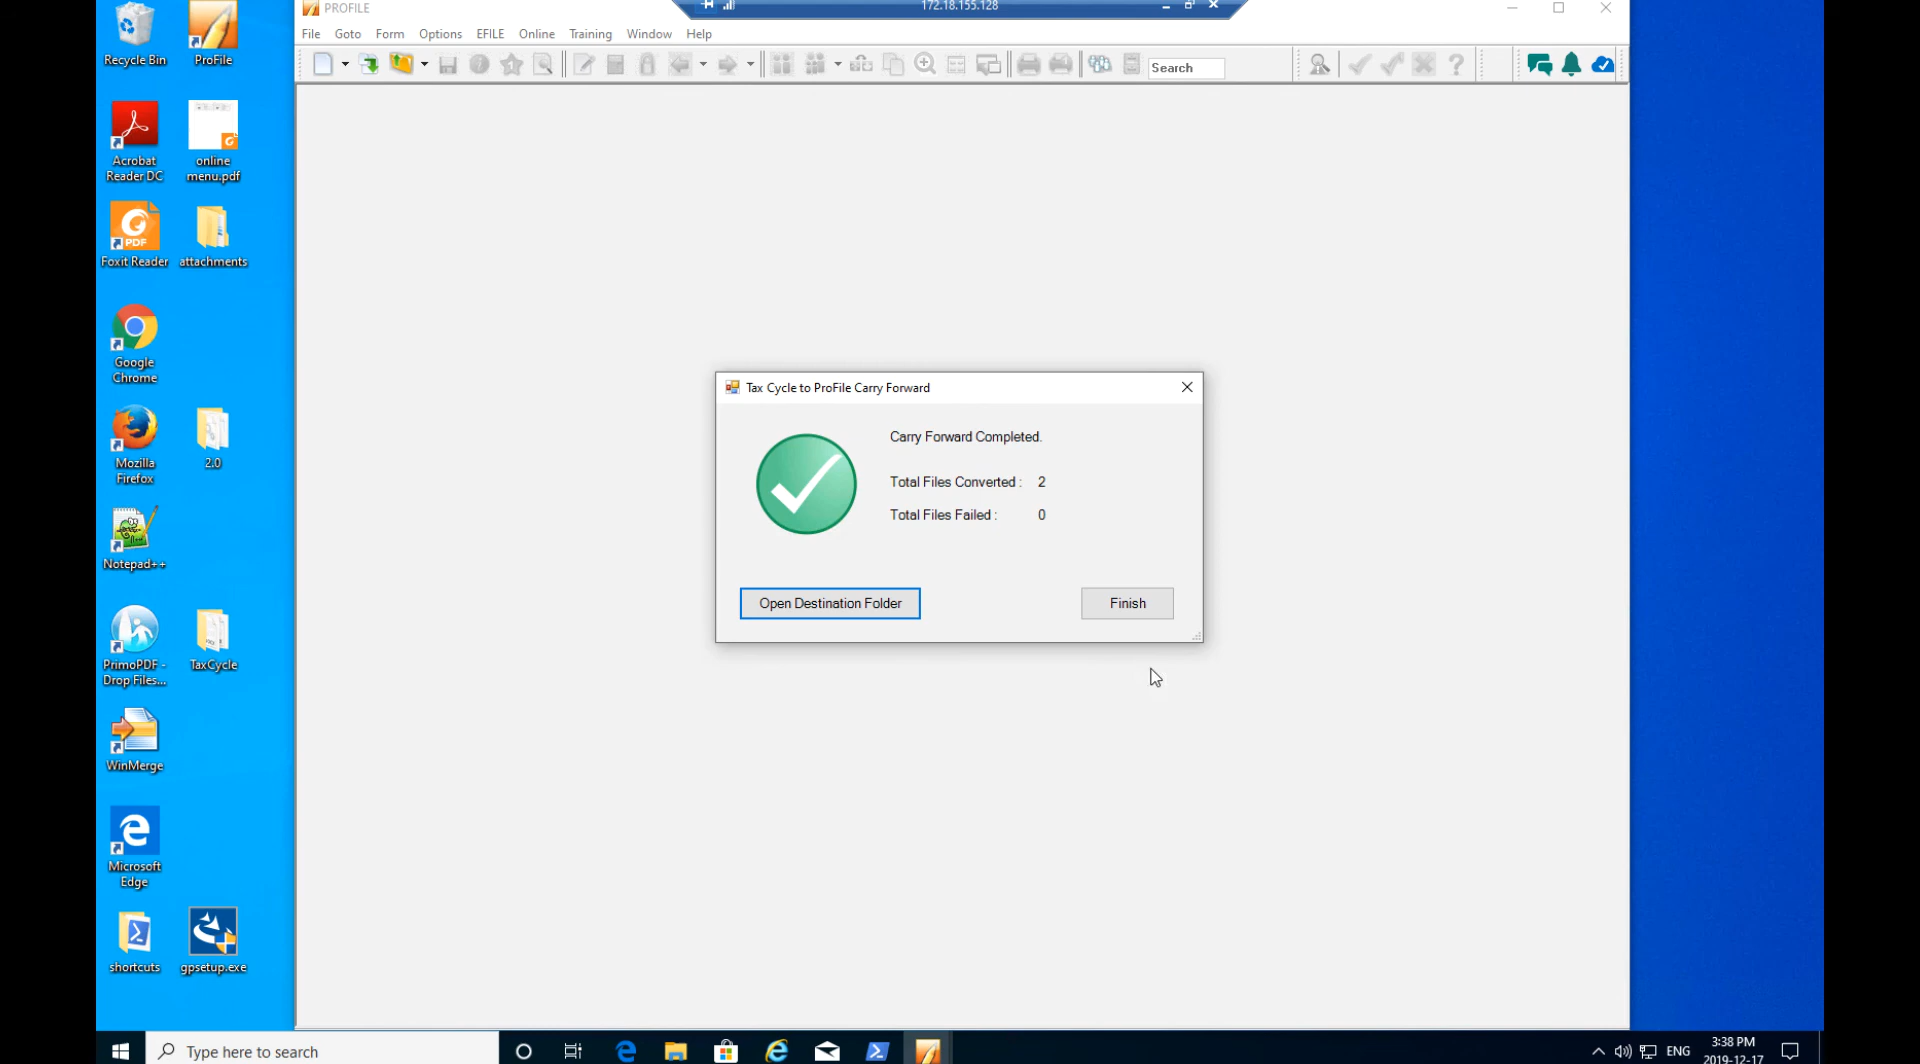 172.18.155.128
PROFILE
File Goto Form Options EFILE Online Training Window Help
Search
Recycle Bin
ProFile
Acrobat
Reader DC
online
menu.pdf
Foxit Reader
PDF
attachments
Google
Chrome
Mozilla
Firefox
2.0
Notepad++
PrimoPDF -
Drop Files...
TaxCycle
WinMerge
Microsoft
Edge
shortcuts
gpsetup.exe
Tax Cycle to ProFile Carry Forward
Carry Forward Completed.
Total Files Converted : 2
Total Files Failed : 0
Open Destination Folder
Finish
Type here to search
ENG
3:38 PM
2019-12-17